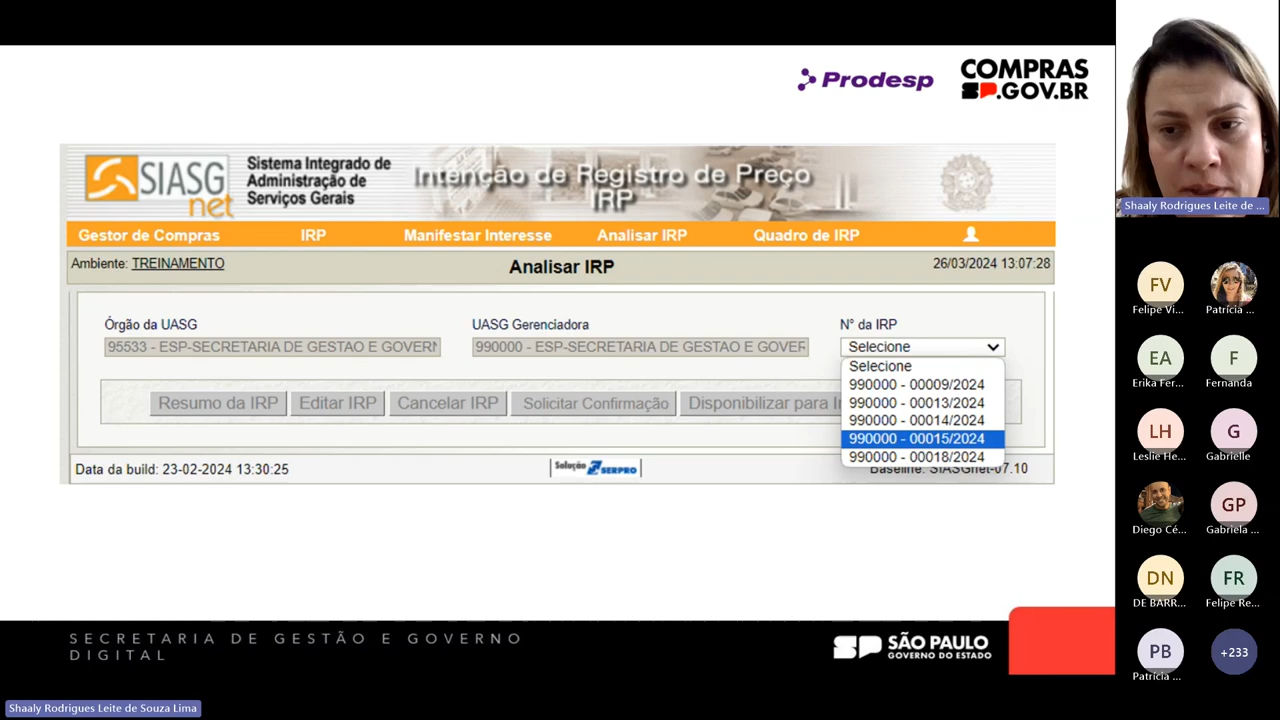 Prodesp
COMPRAS
SP.GOV.BR
SIASG
net
Sistema Integrado de
Administração de
Serviços Gerais
Intenção de Registro de Preço
IRP
Gestor de Compras
IRP
Manifestar Interesse
Analisar IRP
Quadro de IRP
Ambiente: TREINAMENTO
Analisar IRP
26/03/2024 13:07:28
Órgão da UASG
UASG Gerenciadora
N° da IRP
95533 - ESP-SECRETARIA DE GESTAO E GOVERN
990000 - ESP-SECRETARIA DE GESTAO E GOVER
Selecione
Selecione
990000 - 00009/2024
990000 - 00013/2024
990000 - 00014/2024
990000 - 00015/2024
990000 - 00018/2024
Resumo da IRP
Editar IRP
Cancelar IRP
Solicitar Confirmação
Disponibilizar para
Data da build: 23-02-2024 13:30:25
Solução SERPRO
Baseline: SIASGnet-07.10
SECRETARIA DE GESTÃO E GOVERNO
DIGITAL
SP SÃO PAULO
GOVERNO DO ESTADO
Shaaly Rodrigues Leite de ...
FV
Felipe Vi...
Patrícia ...
EA
Erika Fer...
F
Fernanda
LH
Leslie He...
G
Gabrielle
Diego Cé...
GP
Gabriela ...
DN
DE BARR...
FR
Felipe Re...
PB
Patrícia ...
+233
Shaaly Rodrigues Leite de Souza Lima